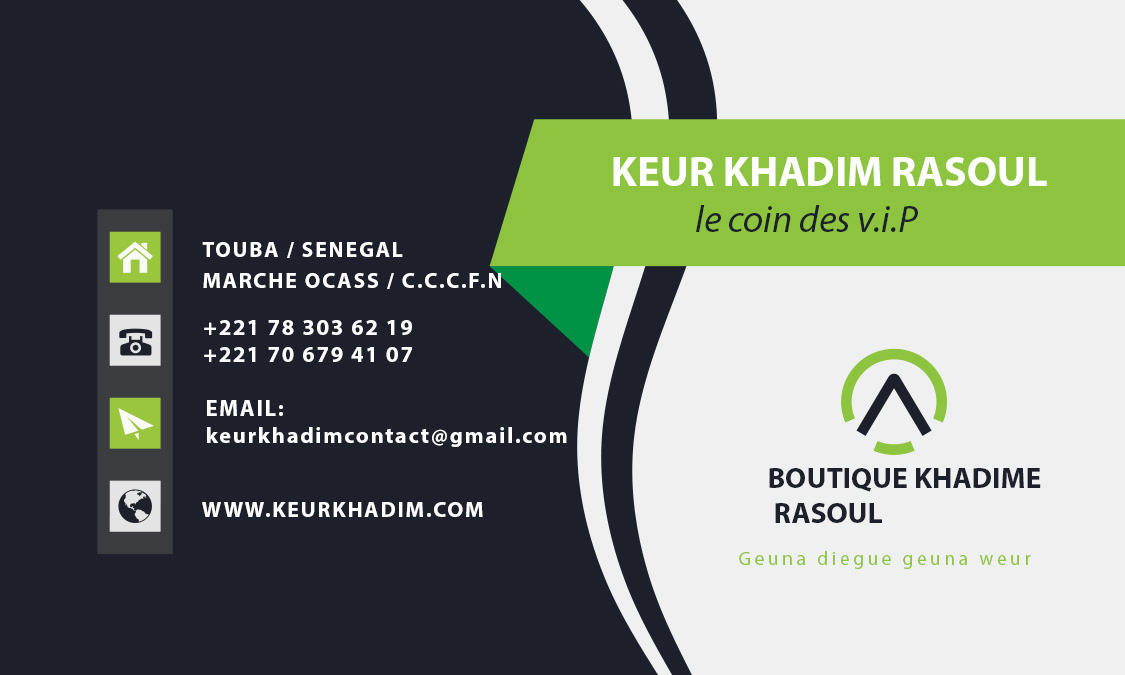 KEUR KHADIM RASOUL
le coin des v.i.P
TOUBA / SENEGAL
MARCHE OCASS / C.C.C.F.N
+221 78 303 62 19
+221 70 679 41 07
EMAIL:
keurkhadimcontact@gmail.com
WWW.KEURKHADIM.COM
BOUTIQUE KHADIME
RASOUL
Geuna diegue geuna weur